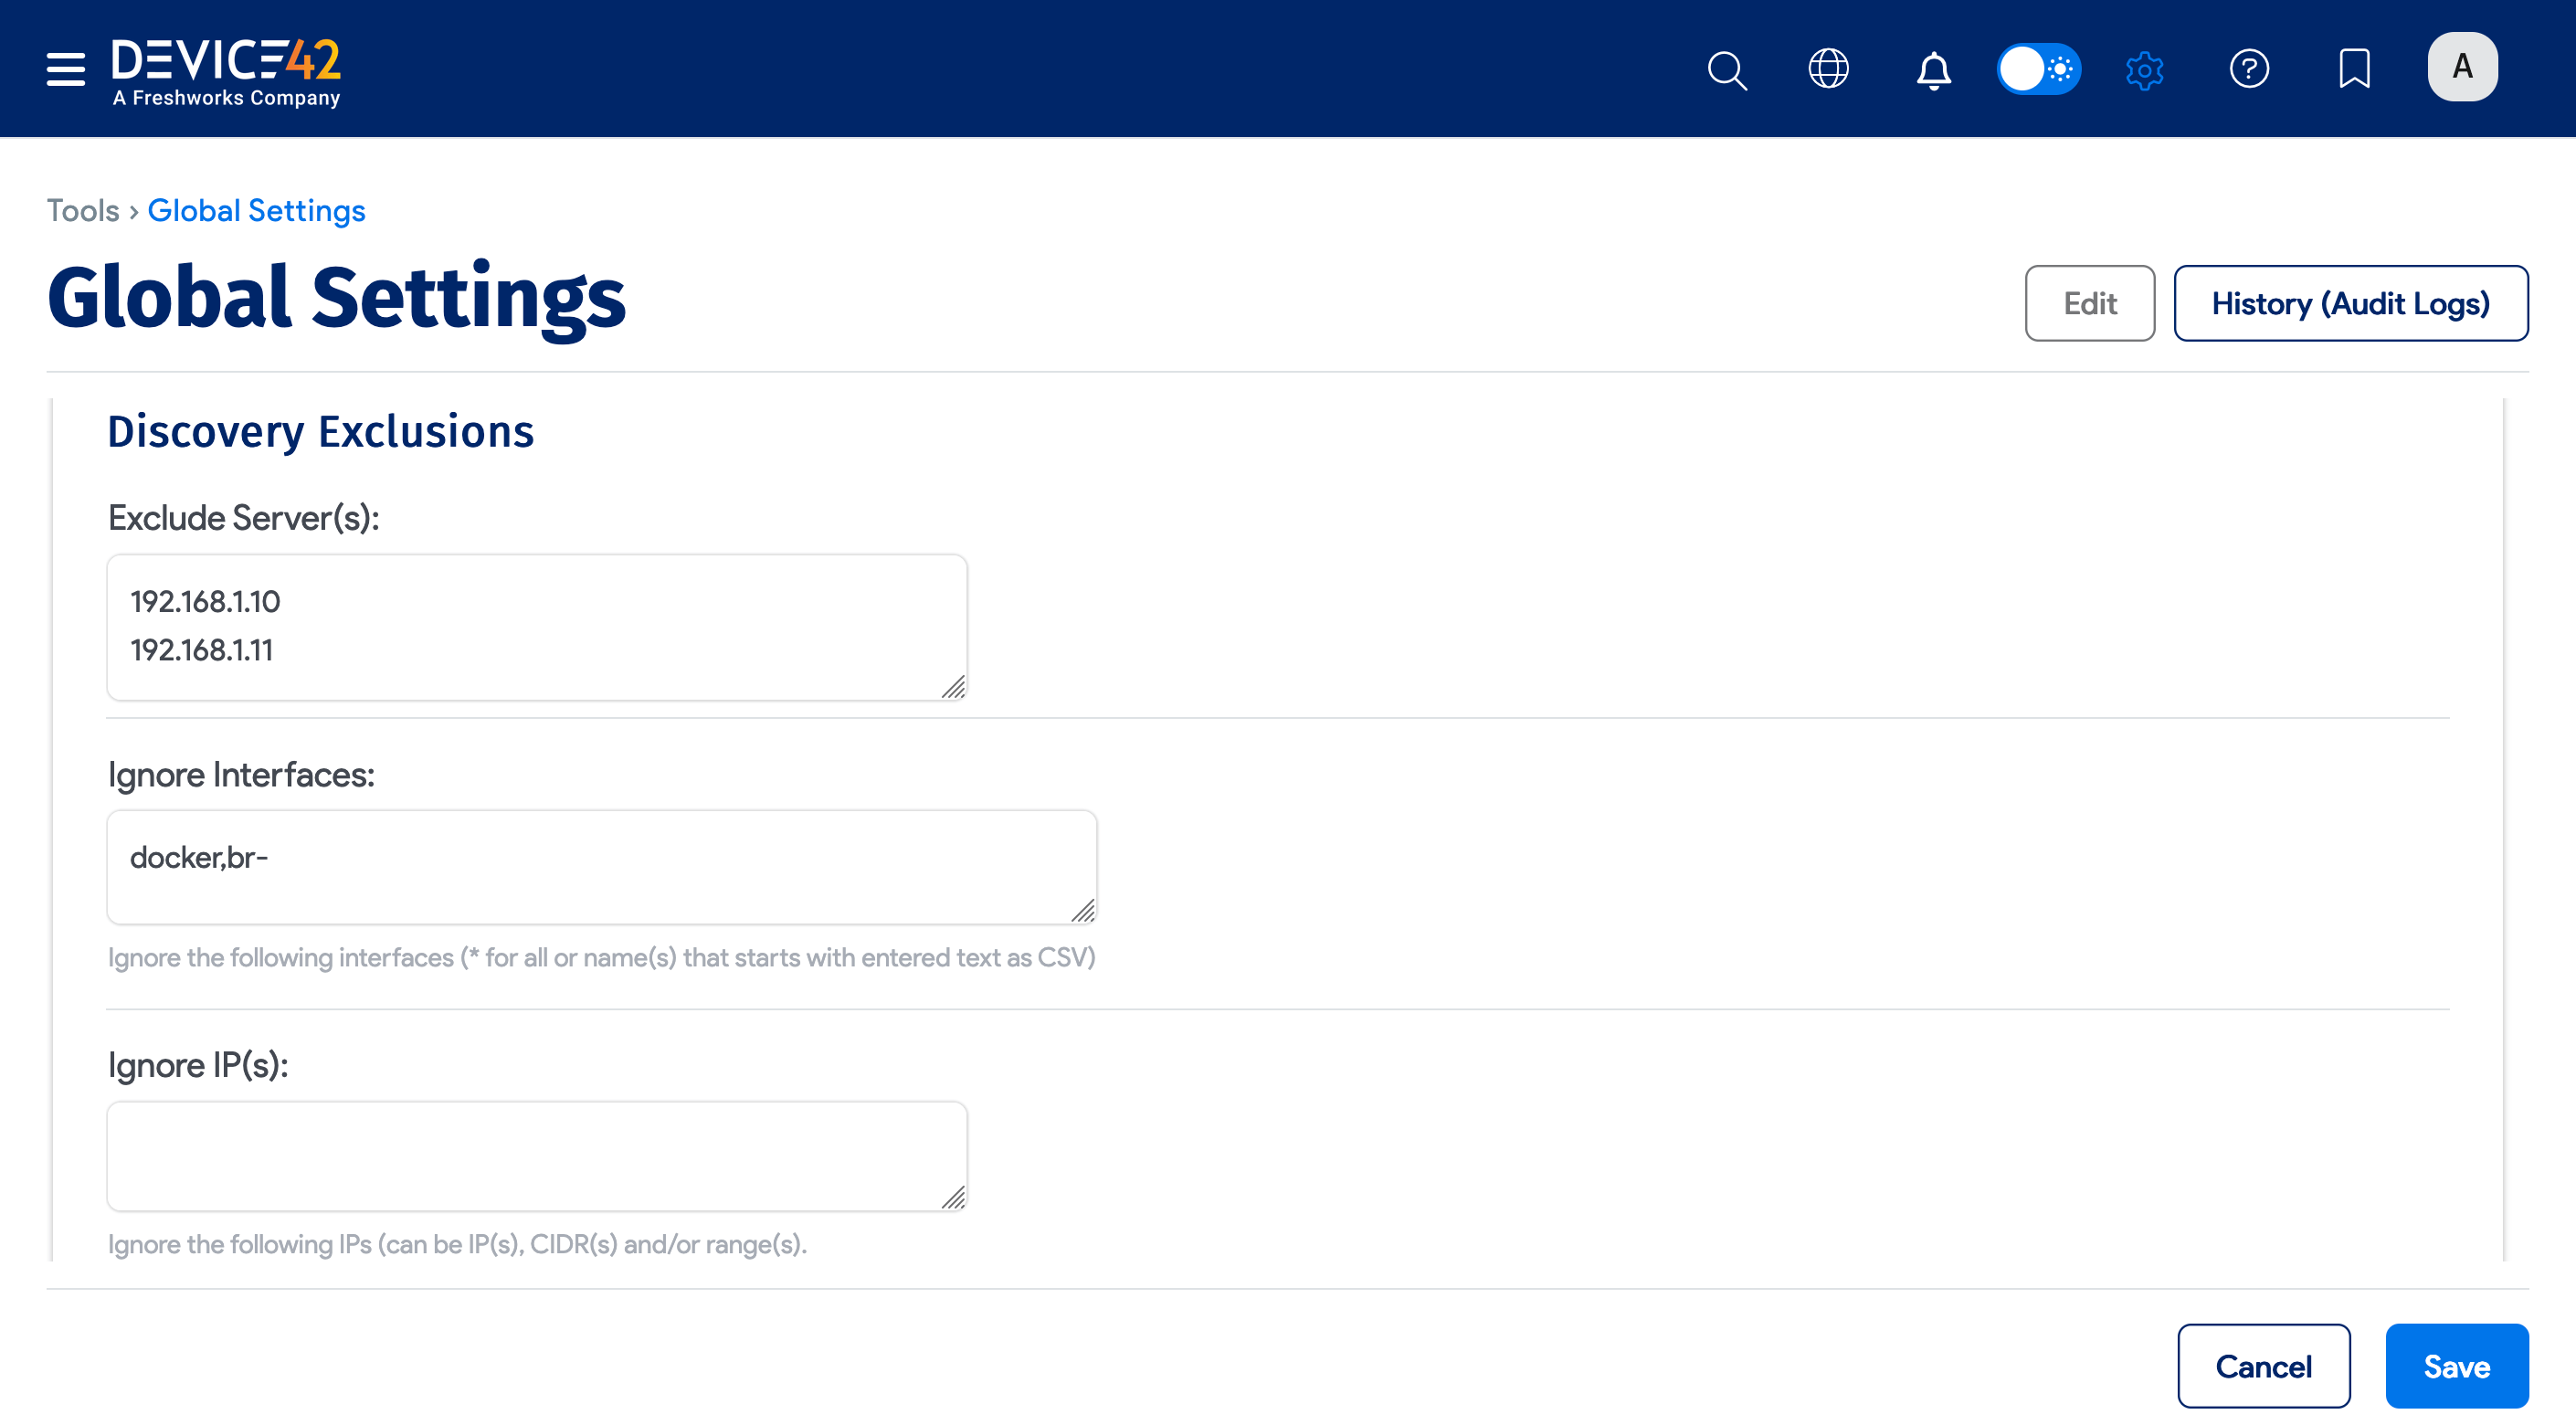 DEVICE42
A Freshworks Company
A
Tools › Global Settings
Global Settings
Edit
History (Audit Logs)
Discovery Exclusions
Exclude Server(s):
192.168.1.10
192.168.1.11
Ignore Interfaces:
docker,br-
Ignore the following interfaces (* for all or name(s) that starts with entered text as CSV)
Ignore IP(s):
Ignore the following IPs (can be IP(s), CIDR(s) and/or range(s).
Cancel
Save